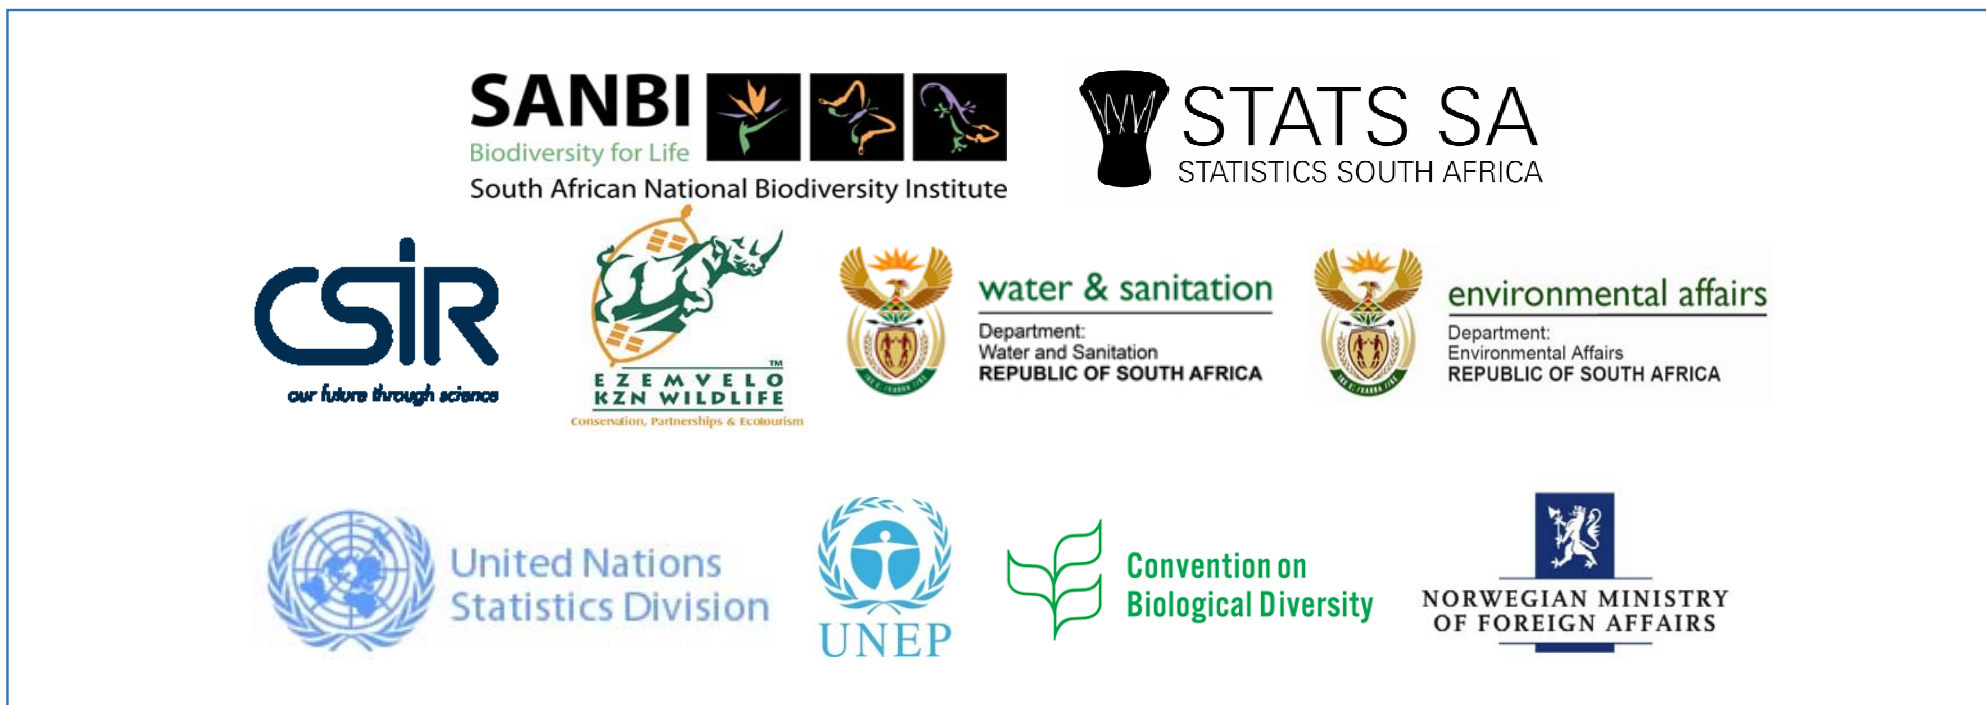 SANBI
Biodiversity for Life
South African National Biodiversity Institute
STATS SA
STATISTICS SOUTH AFRICA
CSIR
our future through science
TM
EZEMVELO
KZN WILDLIFE
Conservation, Partnerships & Ecotourism
water & sanitation
Department:
Water and Sanitation
REPUBLIC OF SOUTH AFRICA
environmental affairs
Department:
Environmental Affairs
REPUBLIC OF SOUTH AFRICA
United Nations
Statistics Division
UNEP
Convention on
Biological Diversity
NORWEGIAN MINISTRY
OF FOREIGN AFFAIRS